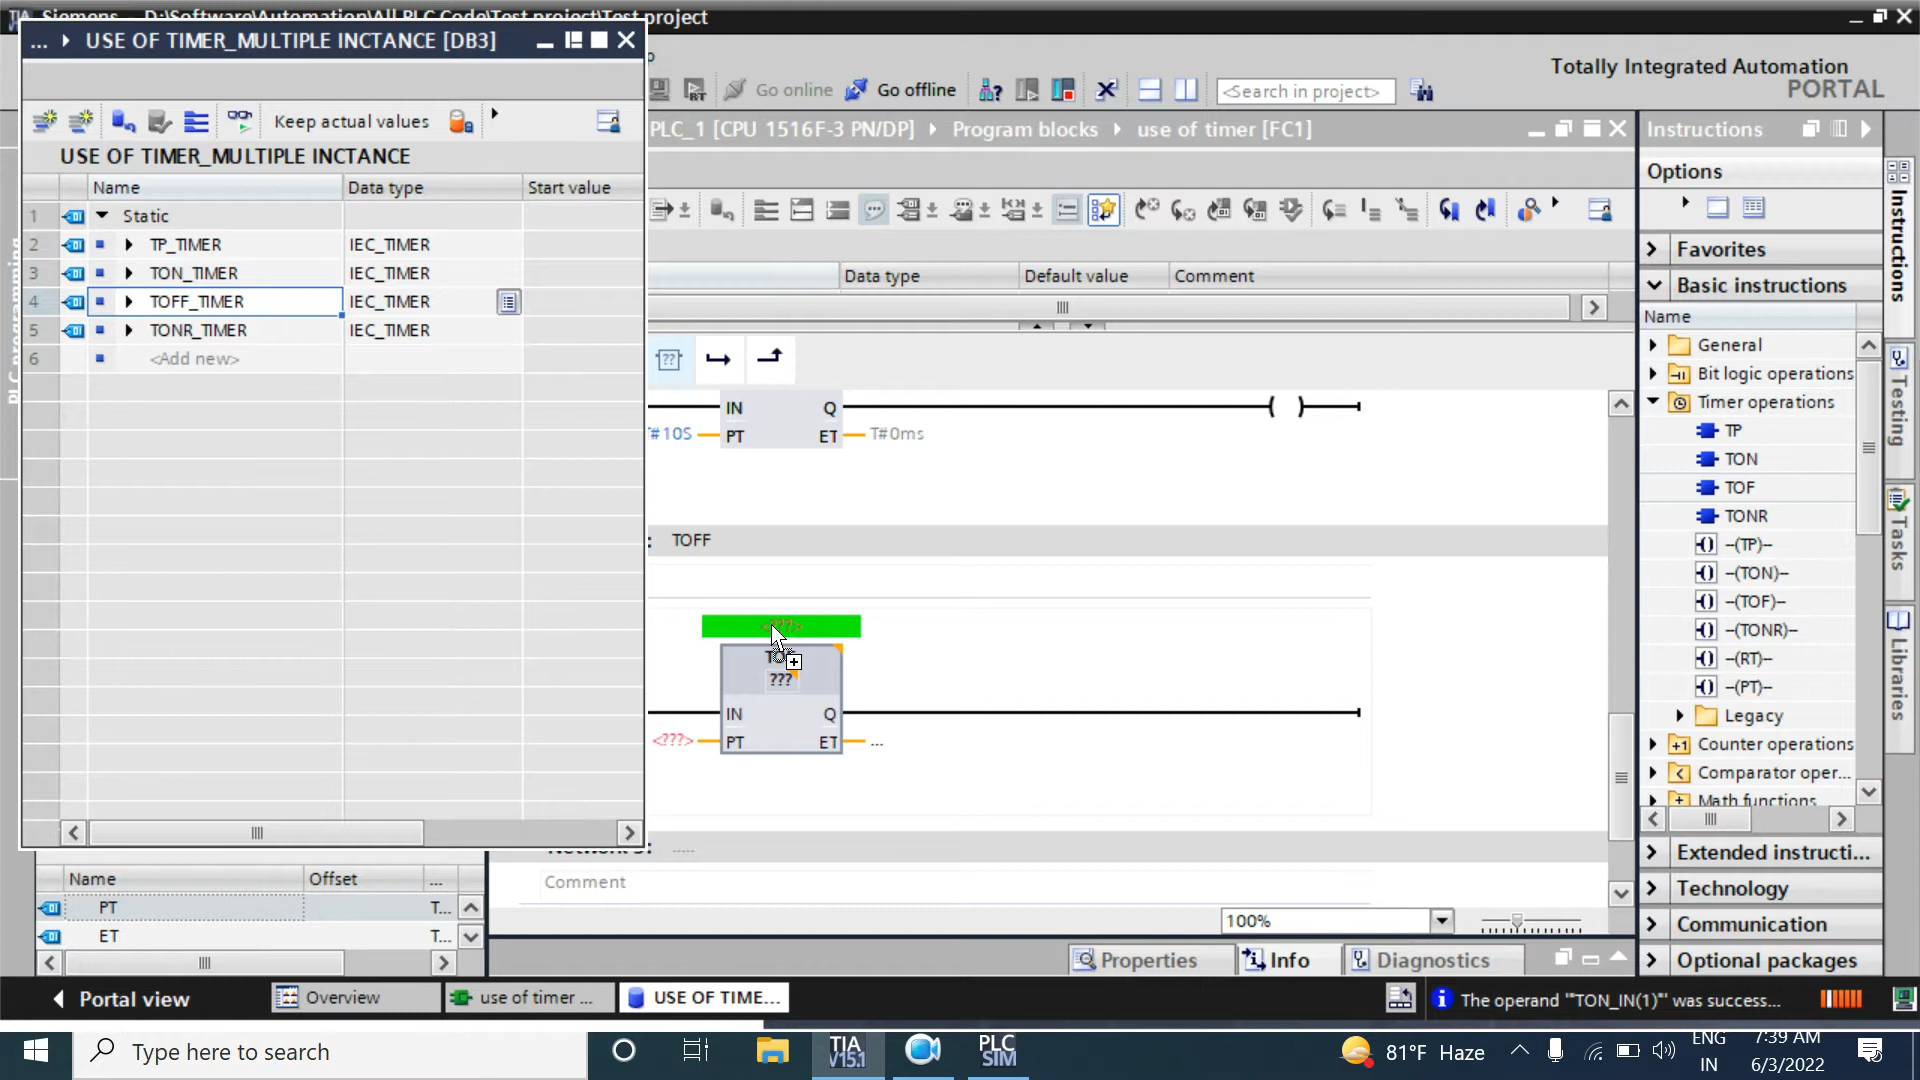 Siemens - D:\Software\Automation\All PLC Code\Test project\Test project
... USE OF TIMER_MULTIPLE INCTANCE [DB3]
Totally Integrated Automation
PORTAL
Go online
Go offline
<Search in project>
Keep actual values
PLC_1 [CPU 1516F-3 PN/DP] Program blocks use of timer [FC1]
Instructions
USE OF TIMER_MULTIPLE INCTANCE
Options
Name Data type Start value
1 Static
2 TP_TIMER IEC_TIMER
3 TON_TIMER IEC_TIMER
4 TOFF_TIMER IEC_TIMER
5 TONR_TIMER IEC_TIMER
6 <Add new>
Data type Default value Comment
Favorites
Basic instructions
Name
General
Bit logic operations
Timer operations
TP
TON
TOF
TONR
-(TP)-
-(TON)-
-(TOF)-
-(TONR)-
-(RT)-
-(PT)-
Legacy
Counter operations
Comparator oper...
Math functions
Extended instructi...
Technology
Communication
Optional packages
Instructions
Testing
Tasks
Libraries
PLC programming
??
IN Q
T#10S PT ET T#0ms
: TOFF
<???>
???
IN Q
<???> PT ET ...
Network 5: .....
Comment
100%
Name Offset ...
PT T...
ET T...
Properties Info Diagnostics
Portal view Overview use of timer ... USE OF TIME...
The operand '"TON_IN(1)"' was success...
Type here to search
TIA
V15.1
PLC
SIM
81°F Haze
ENG
IN
7:39 AM
6/3/2022